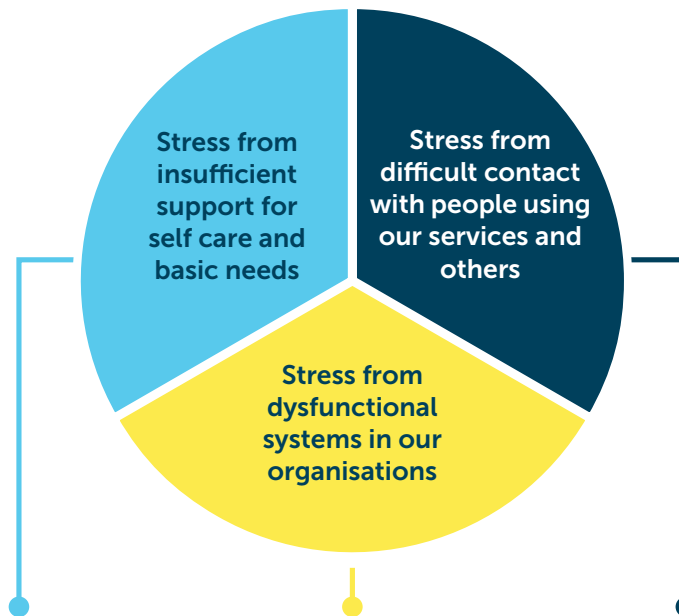 Stress from
insufficient
support for
self care and
basic needs
Stress from
difficult contact
with people using
our services and
others
Stress from
dysfunctional
systems in our
organisations